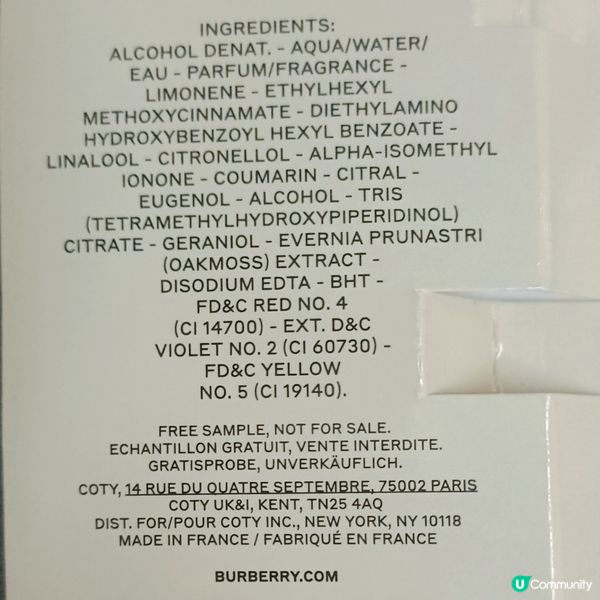 INGREDIENTS:
ALCOHOL DENAT. - AQUA/WATER/
EAU - PARFUM/FRAGRANCE -
LIMONENE - ETHYLHEXYL
METHOXYCINNAMATE - DIETHYLAMINO
HYDROXYBENZOYL HEXYL BENZOATE -
LINALOOL - CITRONELLOL - ALPHA-ISOMETHYL
IONONE - COUMARIN - CITRAL -
EUGENOL - ALCOHOL - TRIS
(TETRAMETHYLHYDROXYPIPERIDINOL)
CITRATE - GERANIOL - EVERNIA PRUNASTRI
(OAKMOSS) EXTRACT -
DISODIUM EDTA - BHT -
FD&C RED NO. 4
(CI 14700) - EXT. D&C
VIOLET NO. 2 (CI 60730) -
FD&C YELLOW
NO. 5 (CI 19140).
FREE SAMPLE, NOT FOR SALE.
ECHANTILLON GRATUIT, VENTE INTERDITE.
GRATISPROBE, UNVERKÄUFLICH.
COTY, 14 RUE DU QUATRE SEPTEMBRE, 75002 PARIS
COTY UK&I, KENT, TN25 4AQ
DIST. FOR/POUR COTY INC., NEW YORK, NY 10118
MADE IN FRANCE / FABRIQUÉ EN FRANCE
BURBERRY.COM
U Community